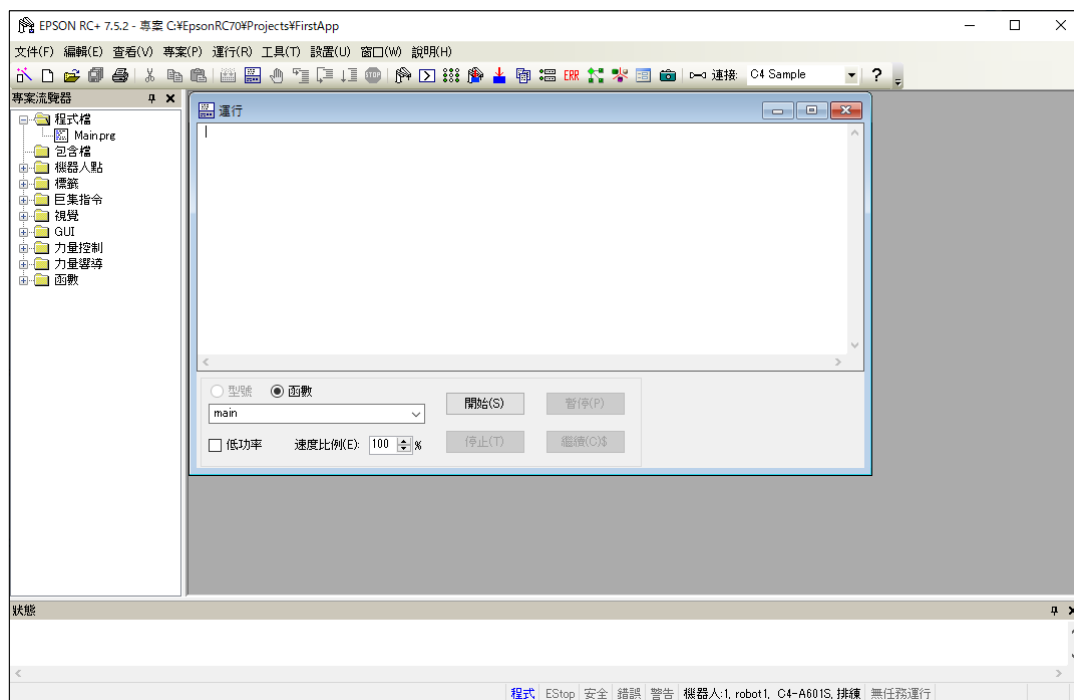 EPSON RC+ 7.5.2 - 專案 C:¥EpsonRC70¥Projects¥FirstApp
文件(F) 編輯(E) 查看(V) 專案(P) 運行(R) 工具(T) 設置(U) 窗口(W) 說明(H)
ERR 連接: C4 Sample ?
專案流覽器
運行
程式檔
Main.prg
包含檔
機器人點
標籤
巨集指令
視覺
GUI
力量控制
力量嚮導
函數
型號 函數
開始(S) 暫停(P)
main
低功率 速度比例(E): 100 %
停止(T) 繼續(C)$
狀態
程式 EStop 安全 錯誤 警告 機器人:1, robot1, C4-A601S, 排練 無任務運行